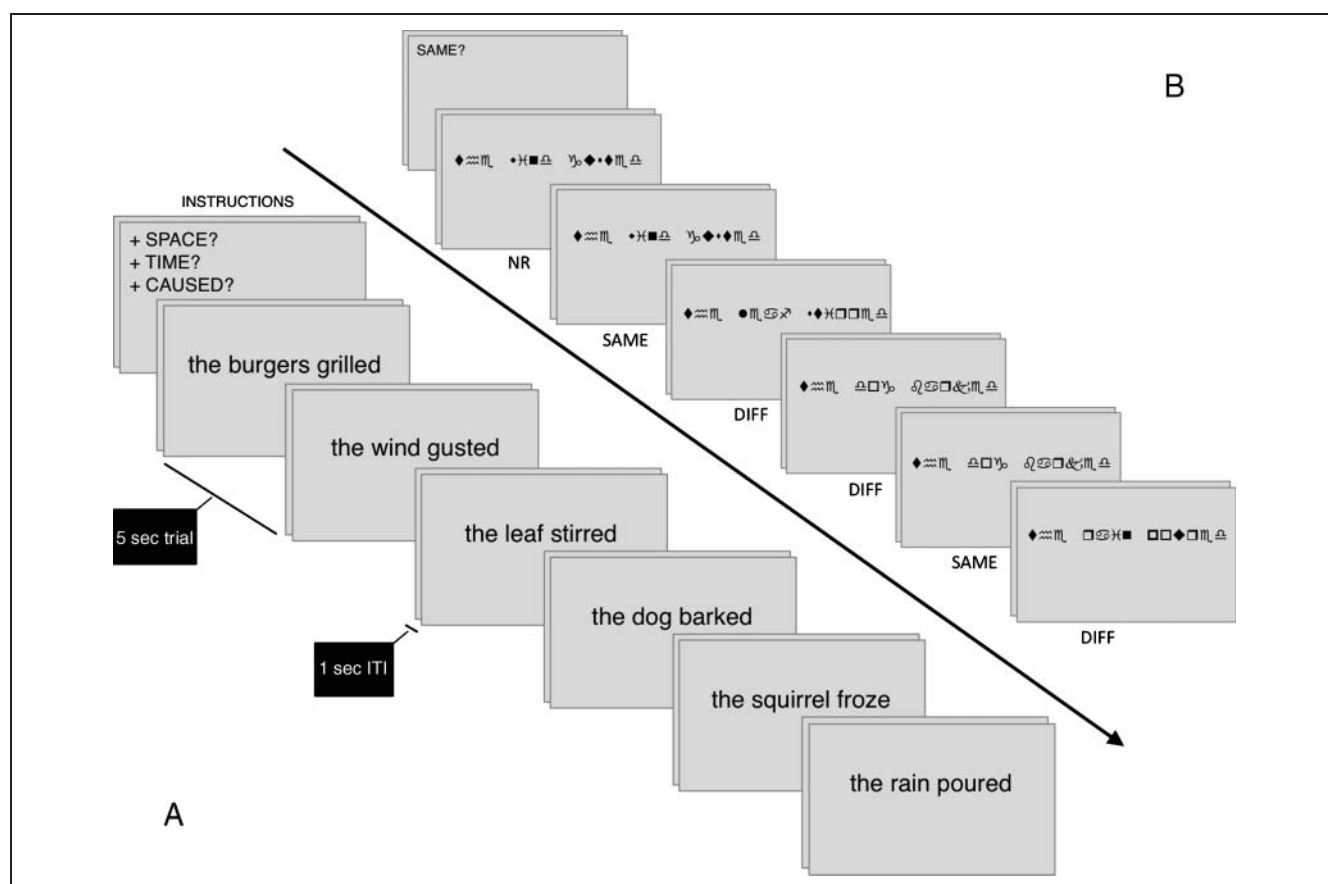 SAME?
B
♦♒♏ ⬩♓■♎ ♑◆⬩♦♏♎
NR
♦♒♏ ⬩♓■♎ ♑◆⬩♦♏♎
SAME
♦♒♏ ●♏♋♐ ⬩♦♓❒❒♏♎
DIFF
♦♒♏ ♎□♑ ♌♋❒🙵♏♎
DIFF
♦♒♏ ♎□♑ ♌♋❒🙵♏♎
SAME
♦♒♏ ❒♋♓■ ◻□◆❒♏♎
DIFF
INSTRUCTIONS
+ SPACE?
+ TIME?
+ CAUSED?
the burgers grilled
the wind gusted
5 sec trial
the leaf stirred
1 sec ITI
the dog barked
the squirrel froze
the rain poured
A